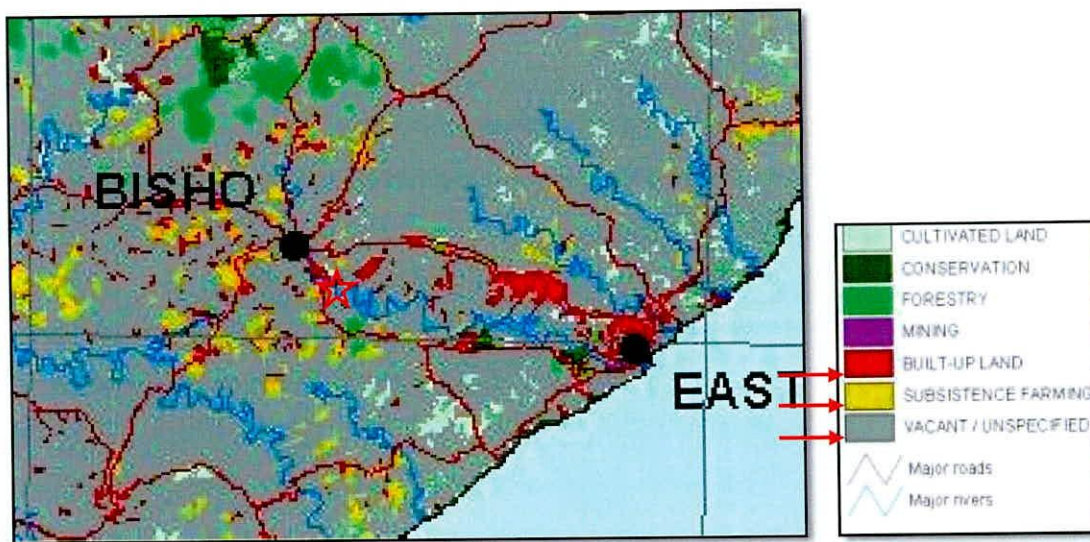 BISHO
EAST
CULTIVATED LAND
CONSERVATION
FORESTRY
MINING
BUILT-UP LAND
SUBSISTENCE FARMING
VACANT / UNSPECIFIED
Major roads
Major rivers